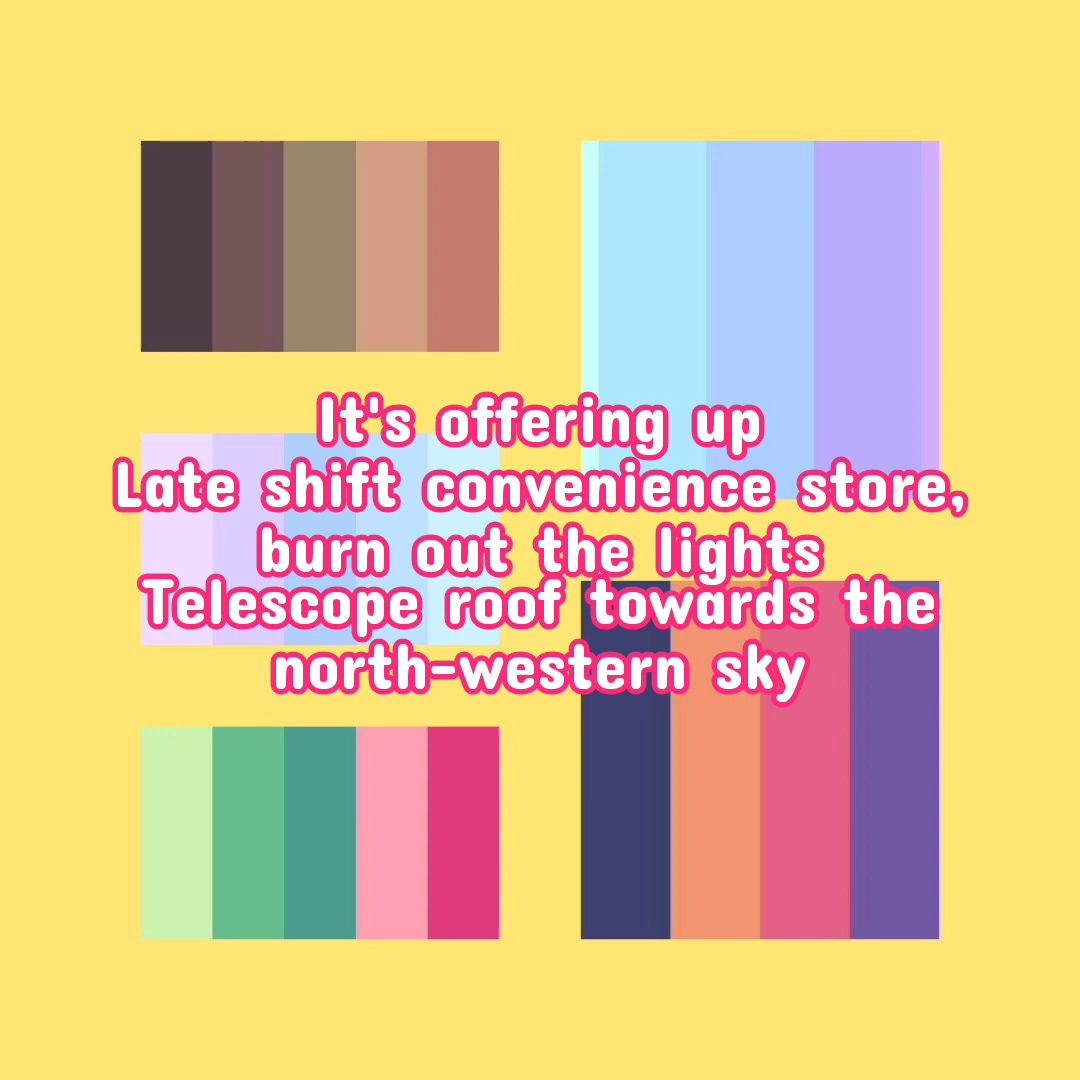 It's offering up
Late shift convenience store,
burn out the lights
Telescope roof towards the
north-western sky